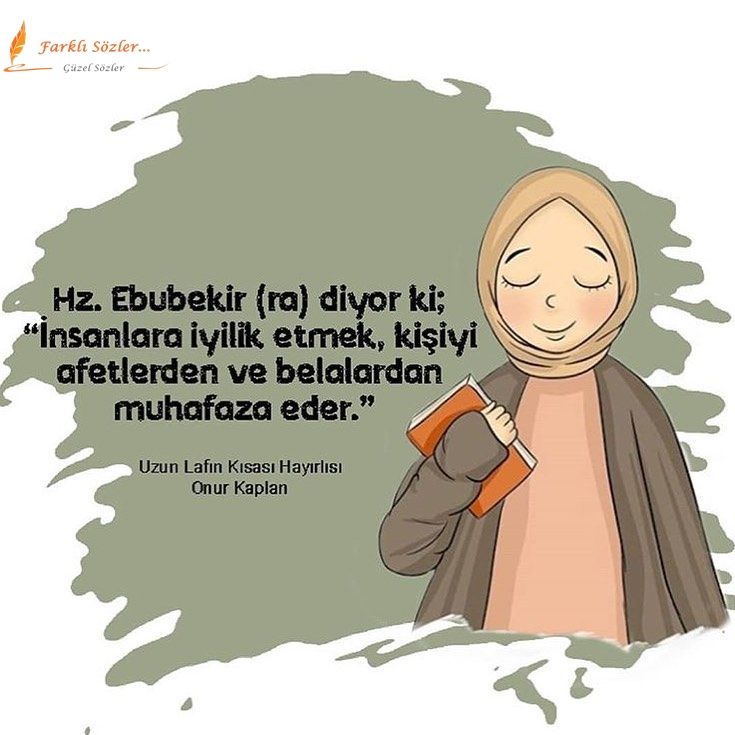 Farklı Sözler...
Güzel Sözler
Hz. Ebubekir (ra) diyor ki;
“İnsanlara iyilik etmek, kişiyi
afetlerden ve belalardan
muhafaza eder.”
Uzun Lafın Kısası Hayırlısı
Onur Kaplan